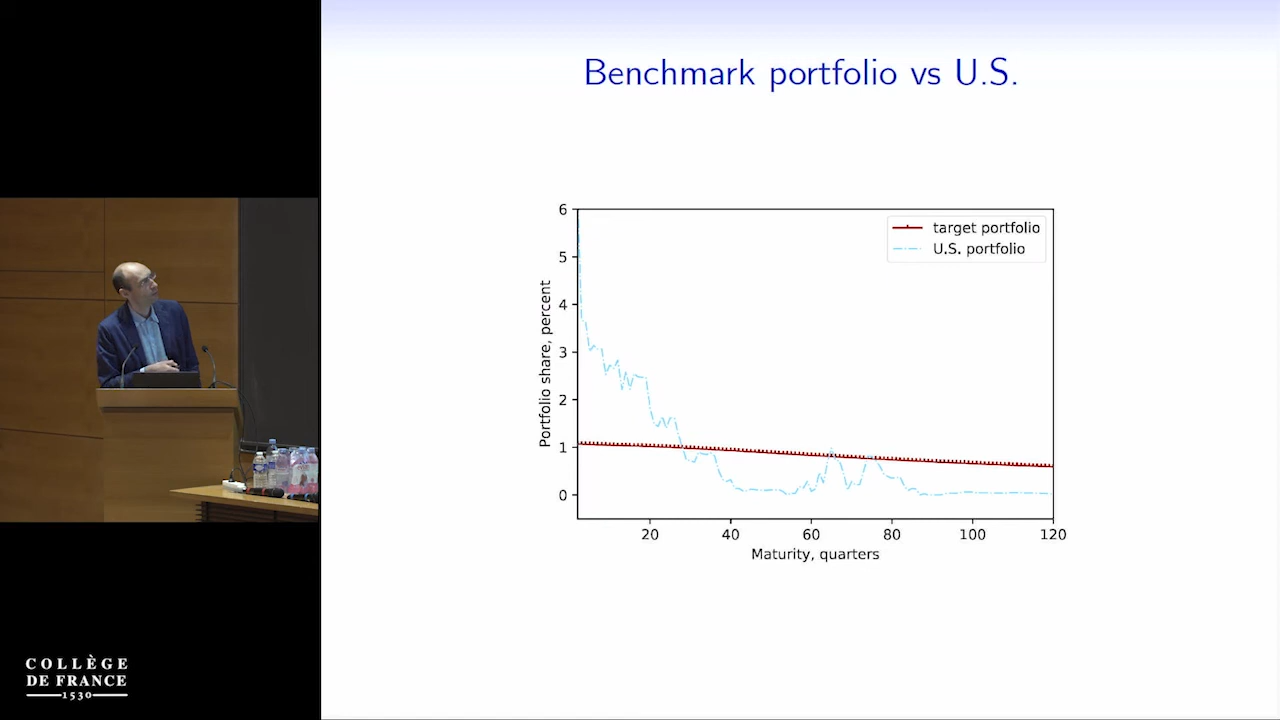 Benchmark portfolio vs U.S.
6
5
4
3
2
1
0
Portfolio share, percent
target portfolio
U.S. portfolio
20 40 60 80 100 120
Maturity, quarters
COLLÈGE
DE FRANCE
1530